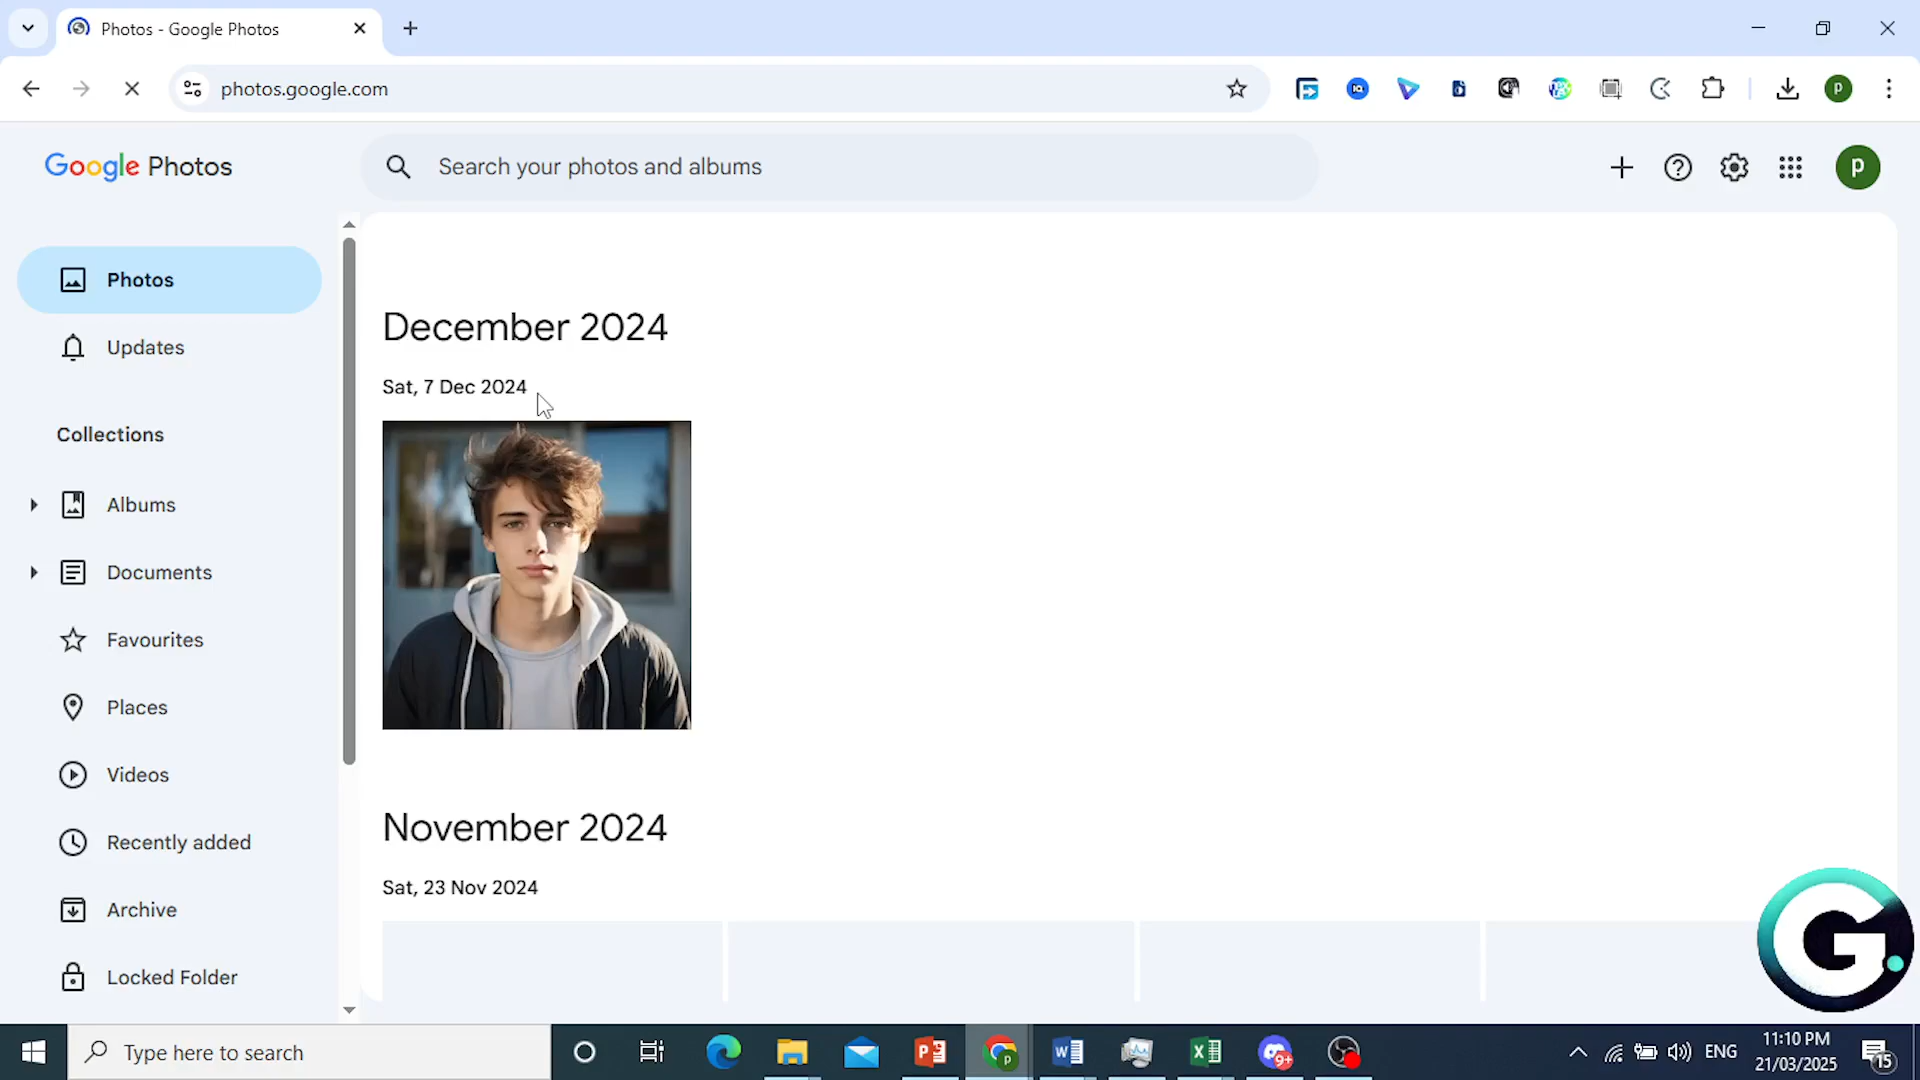 Photos - Google Photos
photos.google.com
P
Google Photos
Search your photos and albums
p
Photos
Updates
Collections
Albums
Documents
Favourites
Places
Videos
Recently added
Archive
Locked Folder
December 2024
Sat, 7 Dec 2024
November 2024
Sat, 23 Nov 2024
G
Type here to search
9+
ENG
11:10 PM
21/03/2025
15